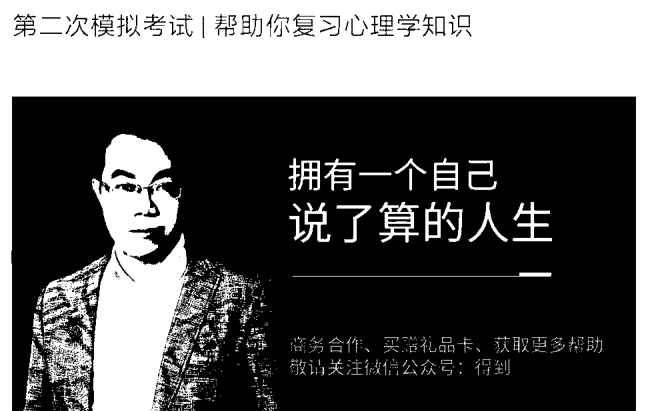 第二次模拟考试 | 帮助你复习心理学知识
拥有一个自己
说了算的人生
商务合作、买赠礼品卡、获取更多帮助
敬请关注微信公众号：得到